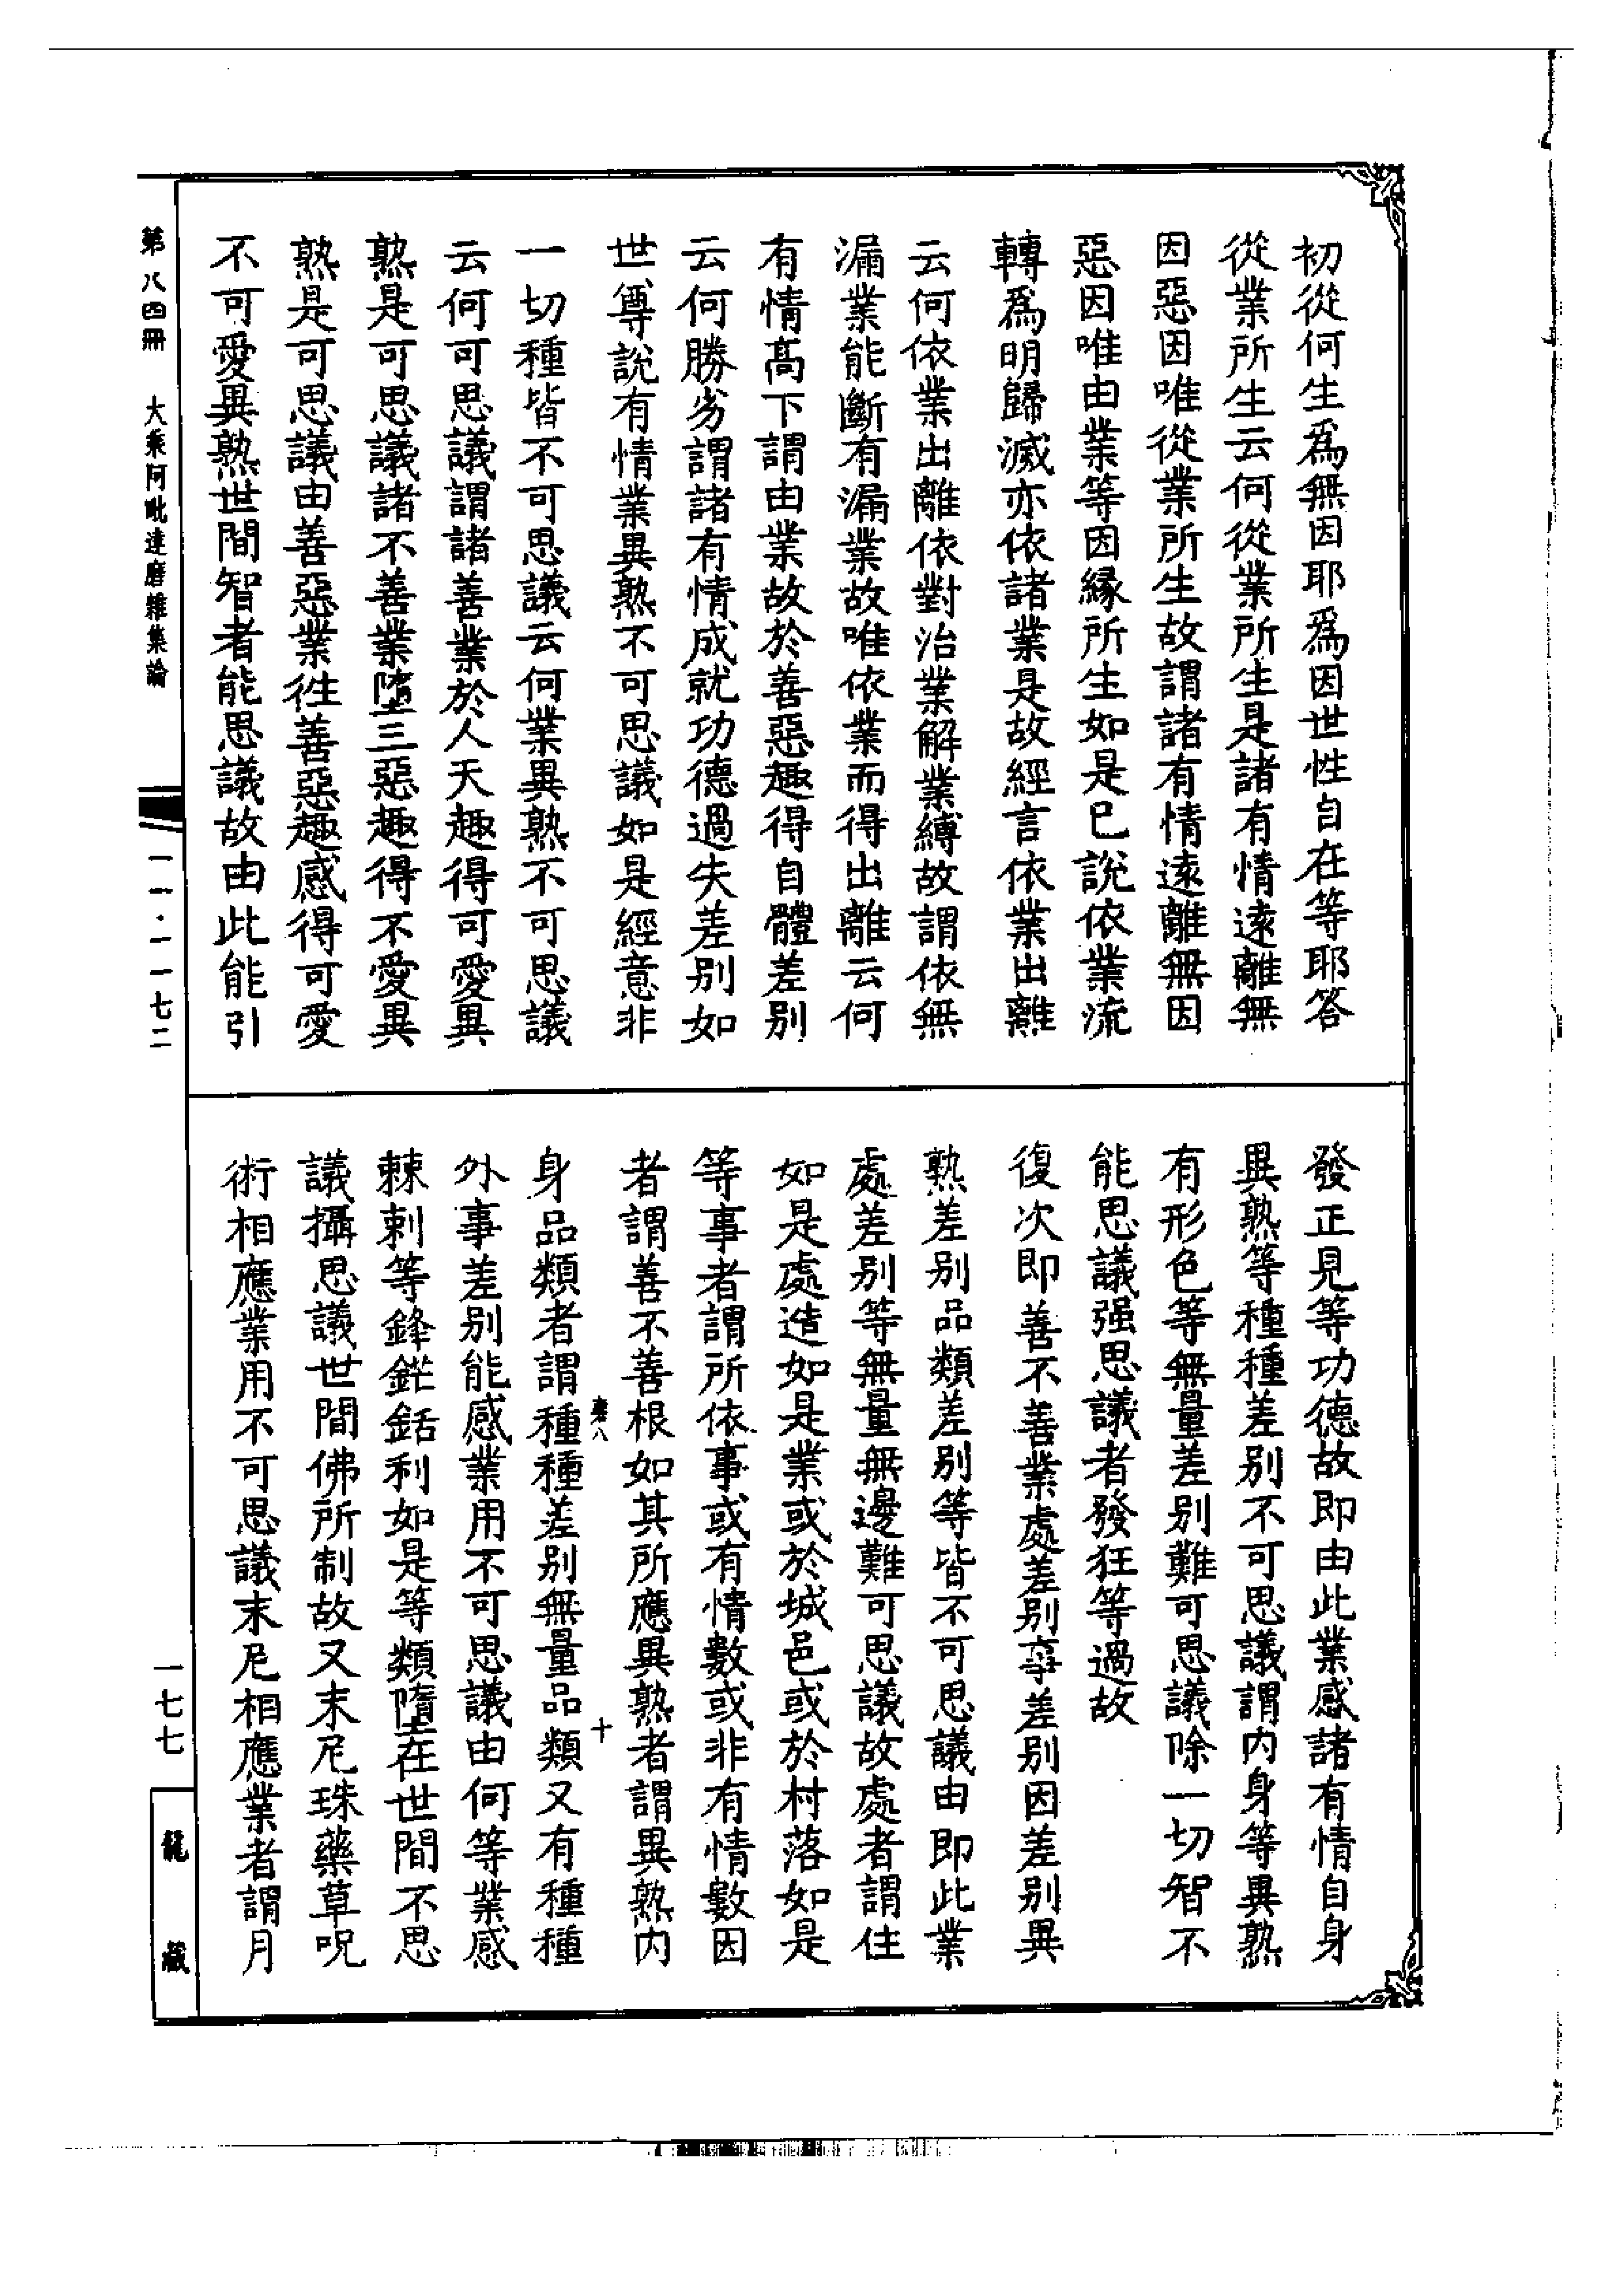 初從何生爲無因耶爲因世性自在等耶答
從業所生云何從業所生是諸有情遠離無
因惡因唯從業所生故謂諸有情遠離無因
惡因唯由業等因緣所生如是已說依業流
轉爲明歸滅亦依諸業是故經言依業出離
云何依業出離依對治業解業縛故謂依無
漏業能斷有漏業故唯依業而得出離云何
有情高下謂由業故於善惡趣得自體差別
云何勝劣謂諸有情成就功德過失差別如
世尊說有情業異熟不可思議如是經意非
一切種皆不可思議云何業異熟不可思議
云何可思議謂諸善業於人天趣得可愛異
熟是可思議諸不善業墮三惡趣得不愛異
熟是可思議由善惡業往善惡趣感得可愛
不可愛異熟世間智者能思議故由此能引
發正見等功德故即由此業感諸有情自身
異熟等種種差別不可思議謂內身等異熟
有形色等無量差別難可思議除一切智不
能思議强思議者發狂等過故
復次即善不善業處差別事差別因差別異
熟差別品類差別等皆不可思議由即此業
處差別等無量無邊難可思議故處者謂住
如是處造如是業或於城邑或於村落如是
等事者謂所依事或有情數或非有情數因
者謂善不善根如其所應異熟者謂異熟內
十
身品類者謂種種差別無量品類又有種種
外事差別能感業用不可思議由何等業感
棘刺等鋒鋩銛利如是等類墮在世間不思
議攝思議世間佛所制故又末尼珠藥草呪
術相應業用不可思議末尼相應業者謂月
第八四冊 大乘阿毗達磨雜集論
一一·一一七二
一七七
龍藏